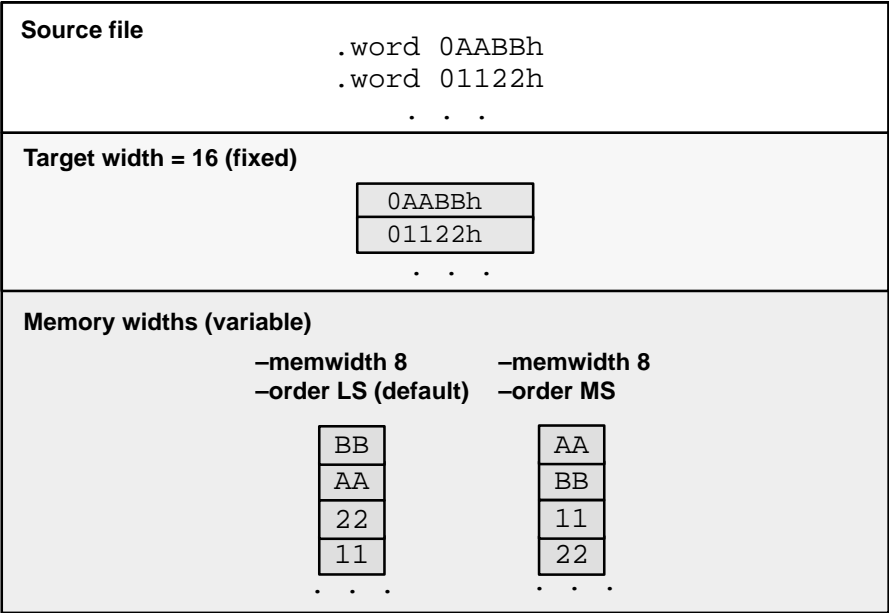 Source file
.word 0AABBh
.word 01122h
. . .
Target width = 16 (fixed)
0AABBh
01122h
. . .
Memory widths (variable)
–memwidth 8
–order LS (default)
BB
AA
22
11
. . .
–memwidth 8
–order MS
AA
BB
11
22
. . .